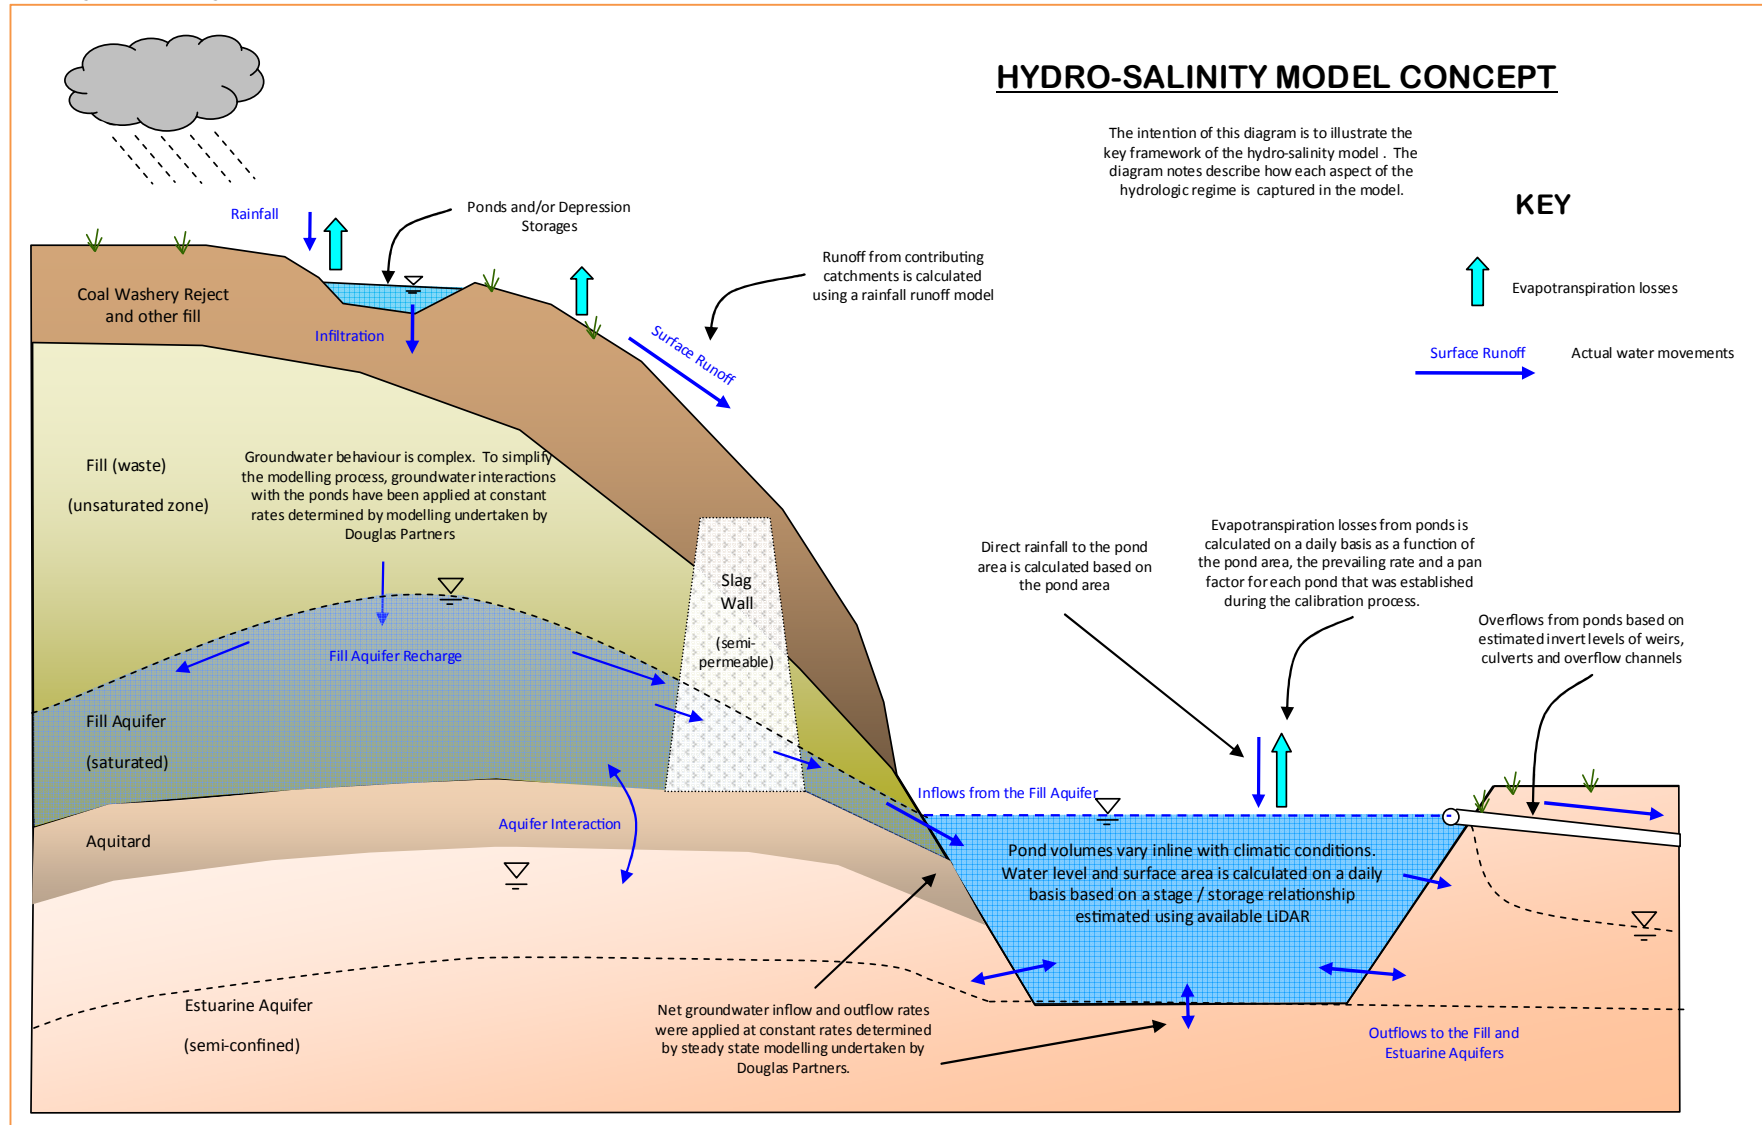 HYDRO-SALINITY MODEL CONCEPT
The intention of this diagram is to illustrate the
key framework of the hydro-salinity model . The
diagram notes describe how each aspect of the
hydrologic regime is captured in the model.
KEY
Evapotranspiration losses
Surface Runoff
Actual water movements
Rainfall
Ponds and/or Depression
Storages
Runoff from contributing
catchments is calculated
using a rainfall runoff model
Coal Washery Reject
and other fill
Infiltration
Surface Runoff
Fill (waste)
(unsaturated zone)
Groundwater behaviour is complex. To simplify
the modelling process, groundwater interactions
with the ponds have been applied at constant
rates determined by modelling undertaken by
Douglas Partners
Slag
Wall
(semi-
permeable)
Direct rainfall to the pond
area is calculated based on
the pond area
Evapotranspiration losses from ponds is
calculated on a daily basis as a function of
the pond area, the prevailing rate and a pan
factor for each pond that was established
during the calibration process.
Overflows from ponds based on
estimated invert levels of weirs,
culverts and overflow channels
Fill Aquifer Recharge
Fill Aquifer
(saturated)
Inflows from the Fill Aquifer
Aquifer Interaction
Aquitard
Pond volumes vary inline with climatic conditions.
Water level and surface area is calculated on a daily
basis based on a stage / storage relationship
estimated using available LiDAR
Estuarine Aquifer
(semi-confined)
Net groundwater inflow and outflow rates
were applied at constant rates determined
by steady state modelling undertaken by
Douglas Partners.
Outflows to the Fill and
Estuarine Aquifers